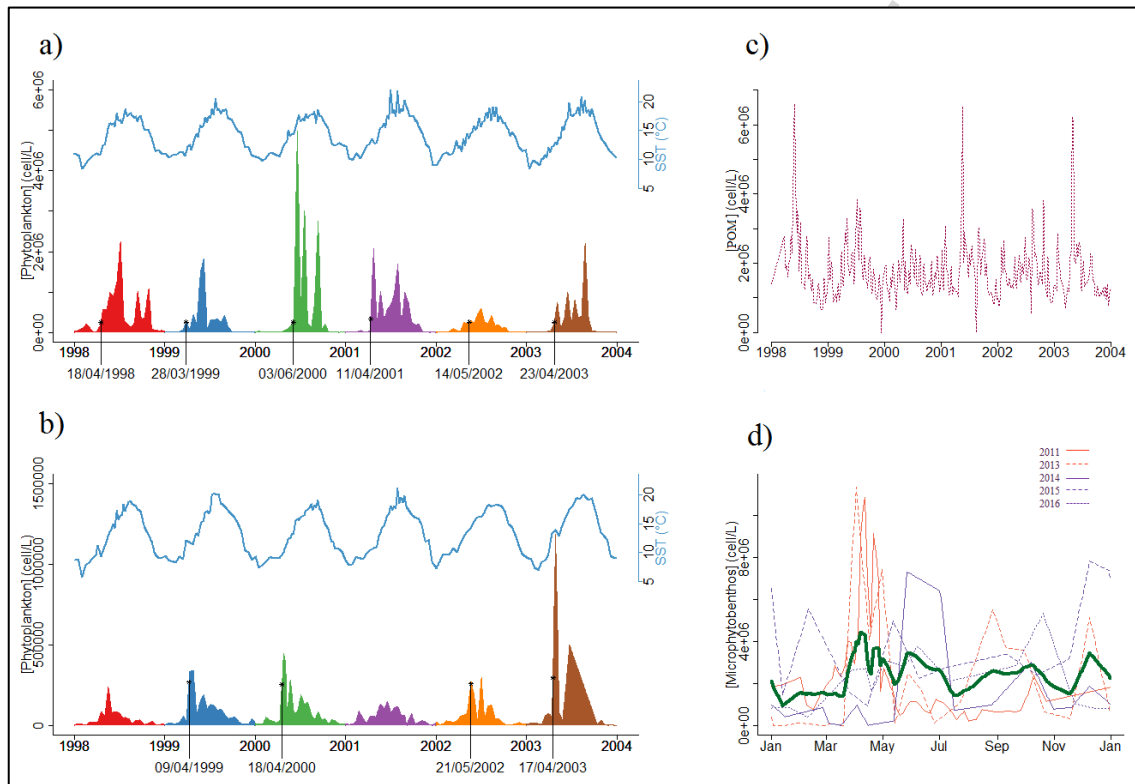 a)
[Phytoplankton] (cell/L)
0e+00 2e+06 4e+06 6e+06
SST (°C)
5 10 15 20
1998 1999 2000 2001 2002 2003 2004
18/04/1998 28/03/1999 03/06/2000 11/04/2001 14/05/2002 23/04/2003
b)
[Phytoplankton] (cell/L)
0 500000 1000000 1500000
SST (°C)
5 10 15 20
1998 1999 2000 2001 2002 2003 2004
09/04/1999 18/04/2000 21/05/2002 17/04/2003
c)
[POM] (cell/L)
0e+00 2e+06 4e+06 6e+06
1998 1999 2000 2001 2002 2003 2004
d)
2011
2013
2014
2015
2016
[Microphytobenthos] (cell/L)
0e+00 4e+06 8e+06
Jan Mar May Jul Sep Nov Jan